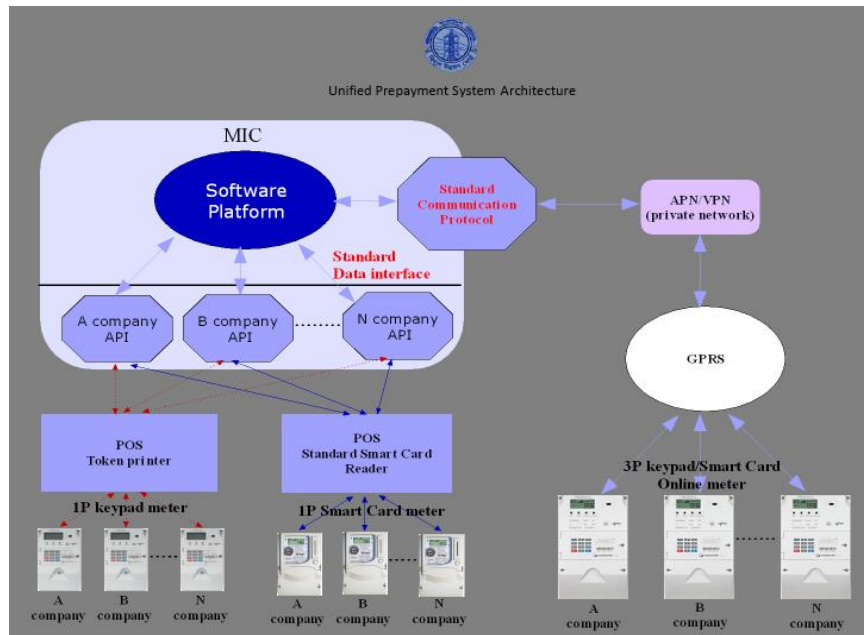 Unified Prepayment System Architecture
MIC
Software
Platform
Standard
Communication
Protocol
APN/VPN
(private network)
Standard
Data interface
A company
API
B company
API
........
N company
API
GPRS
POS
Token printer
POS
Standard Smart Card
Reader
3P keypad/Smart Card
Online meter
1P keypad meter
1P Smart Card meter
A
company
B
company
N
company
A
company
B
company
N
company
A
company
B
company
N
company